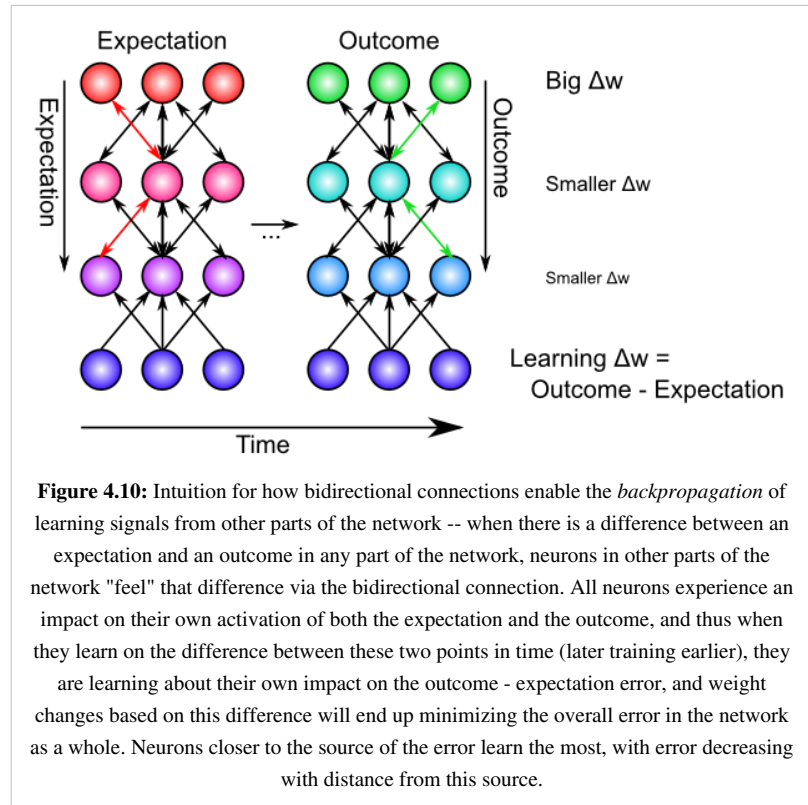 Expectation
Outcome
Big Δw
Expectation
Outcome
Smaller Δw
...
Smaller Δw
Learning Δw =
Outcome - Expectation
Time
Figure 4.10: Intuition for how bidirectional connections enable the backpropagation of
learning signals from other parts of the network -- when there is a difference between an
expectation and an outcome in any part of the network, neurons in other parts of the
network "feel" that difference via the bidirectional connection. All neurons experience an
impact on their own activation of both the expectation and the outcome, and thus when
they learn on the difference between these two points in time (later training earlier), they
are learning about their own impact on the outcome - expectation error, and weight
changes based on this difference will end up minimizing the overall error in the network
as a whole. Neurons closer to the source of the error learn the most, with error decreasing
with distance from this source.